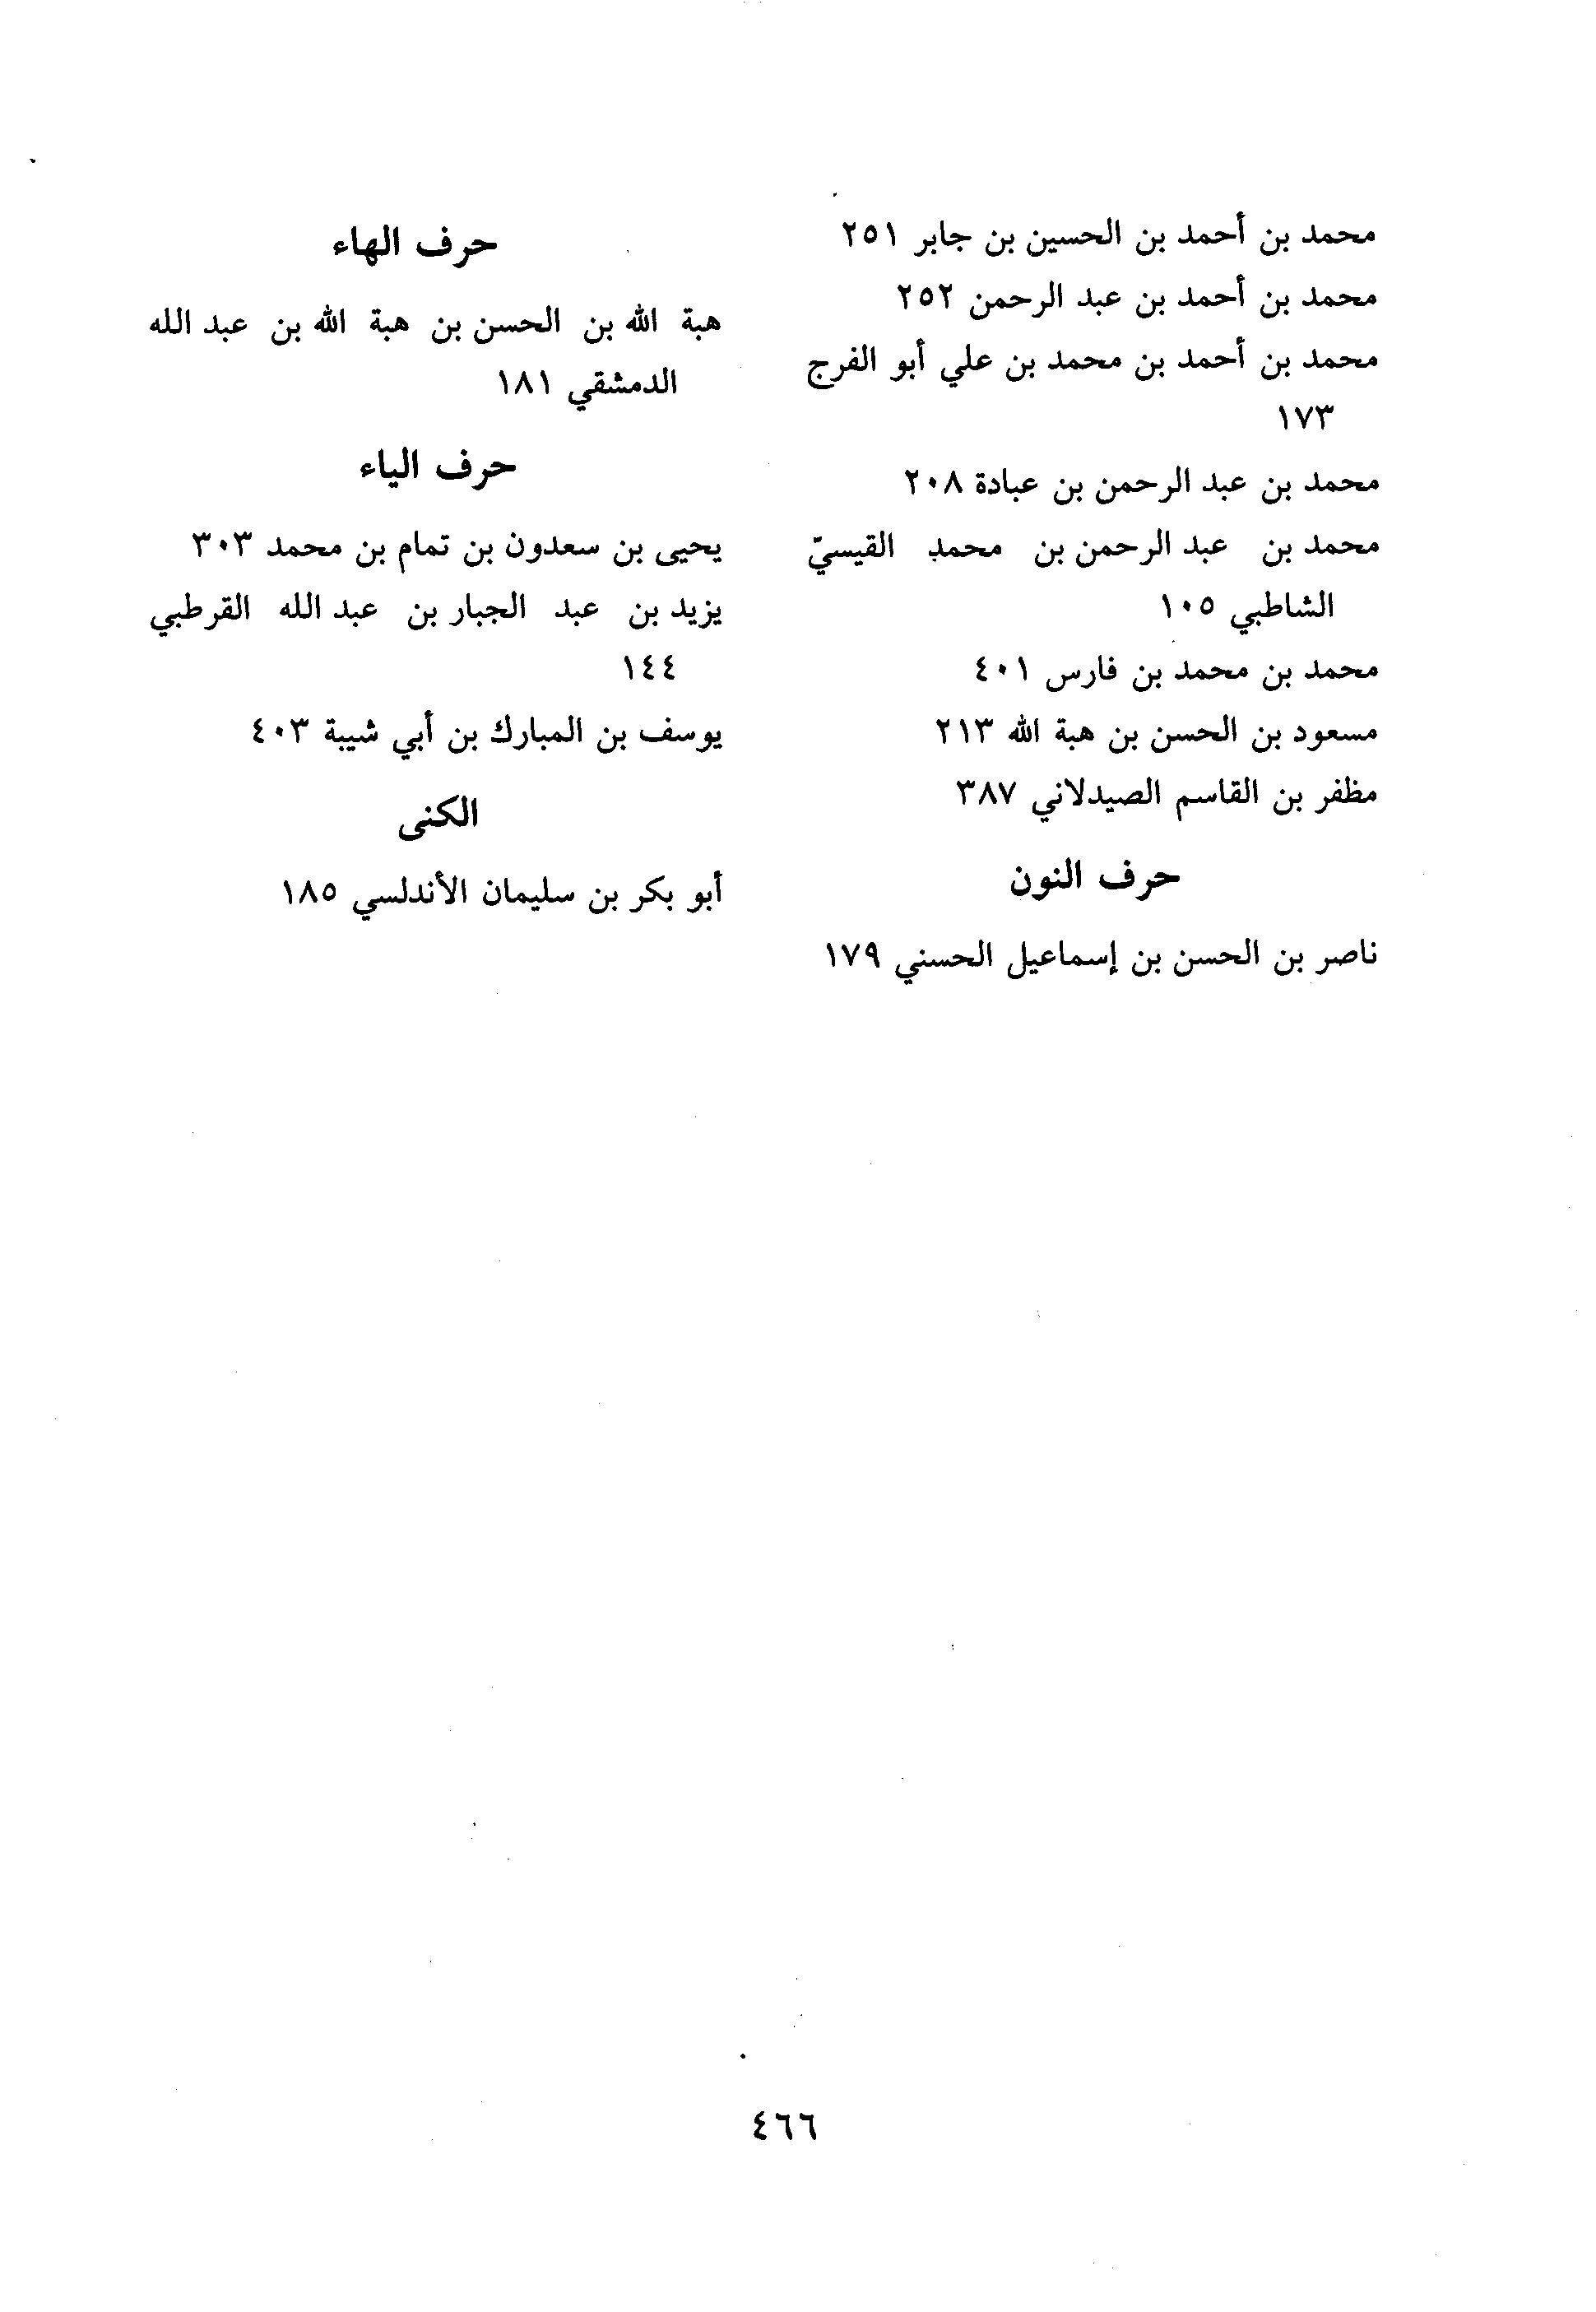 محمد بن أحمد بن الحسين بن جابر ٢٥١
محمد بن أحمد بن عبد الرحمن ٢٥٢
محمد بن أحمد بن محمد بن علي أبو الفرج
١٧٣
محمد بن عبد الرحمن بن عبادة ٢٠٨
محمد بن عبد الرحمن بن محمد القيسيّ
الشاطبي ١٠٥
محمد بن محمد بن فارس ٤٠١
مسعود بن الحسن بن هبة الله ٢١٣
مظفر بن القاسم الصيدلاني ٣٨٧
حرف النون
ناصر بن الحسن بن إسماعيل الحسني ١٧٩
حرف الهاء
هبة الله بن الحسن بن هبة الله بن عبد الله
الدمشقي ١٨١
حرف الياء
يحيى بن سعدون بن تمام بن محمد ٣٠٣
يزيد بن عبد الجبار بن عبد الله القرطبي
١٤٤
يوسف بن المبارك بن أبي شيبة ٤٠٣
الكنى
أبو بكر بن سليمان الأندلسي ١٨٥
٤٦٦